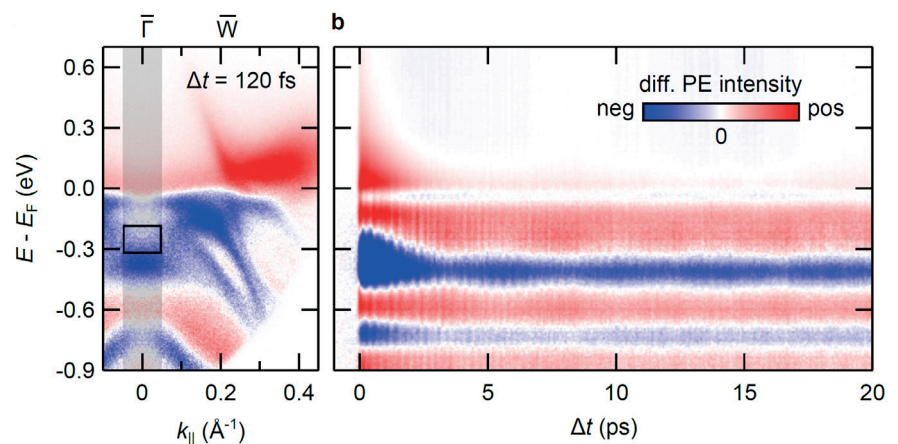 Γ̅ W̅ b
Δt = 120 fs
diff. PE intensity
neg pos
0
E - E_F (eV)
0.6
0.3
0.0
-0.3
-0.6
-0.9
0 0.2 0.4
k_|| (Å⁻¹)
0 5 10 15 20
Δt (ps)